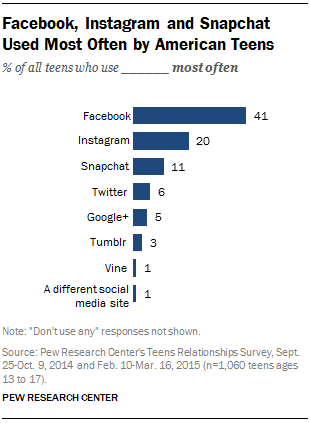 Facebook, Instagram and Snapchat
Used Most Often by American Teens
% of all teens who use ______ most often
Facebook 41
Instagram 20
Snapchat 11
Twitter 6
Google+ 5
Tumblr 3
Vine 1
A different social
media site 1
Note: "Don't use any" responses not shown.
Source: Pew Research Center's Teens Relationships Survey, Sept.
25-Oct. 9, 2014 and Feb. 10-Mar. 16, 2015 (n=1,060 teens ages
13 to 17).
PEW RESEARCH CENTER